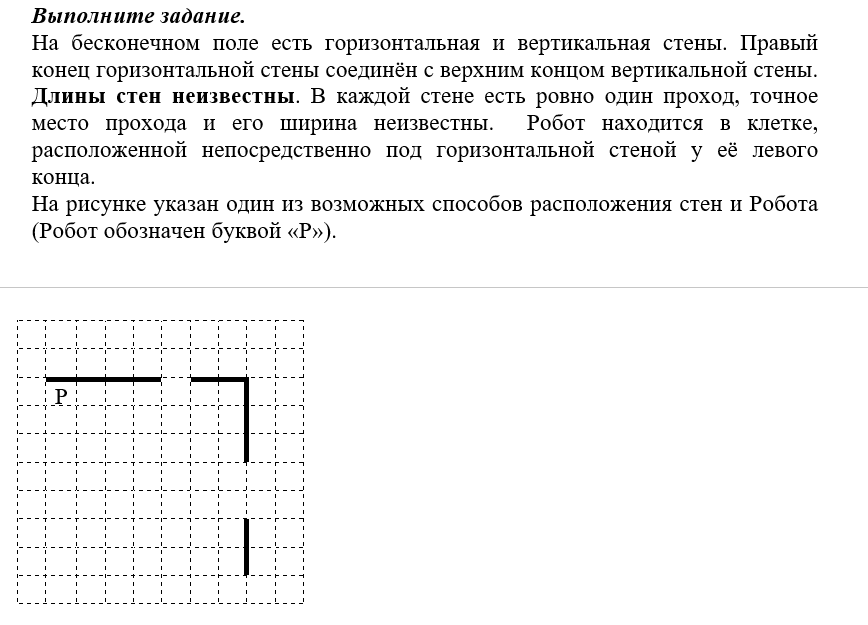 Выполните задание.
На бесконечном поле есть горизонтальная и вертикальная стены. Правый
конец горизонтальной стены соединён с верхним концом вертикальной стены.
Длины стен неизвестны. В каждой стене есть ровно один проход, точное
место прохода и его ширина неизвестны. Робот находится в клетке,
расположенной непосредственно под горизонтальной стеной у её левого
конца.
На рисунке указан один из возможных способов расположения стен и Робота
(Робот обозначен буквой «Р»).
Р